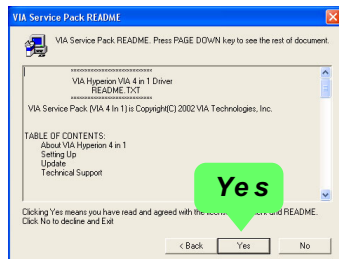 VIA Service Pack README
VIA Service Pack README. Press PAGE DOWN key to see the rest of document.
VIA Hyperion VIA 4 in 1 Driver
README.TXT
VIA Service Pack (VIA 4 In 1) is Copyright(C) 2002 VIA Technologies, Inc.
TABLE OF CONTENTS:
About VIA Hyperion 4 in 1
Setting Up
Update
Technical Support
Yes
Clicking Yes means you have read and agreed with the README.
Click No to decline and Exit
< Back Yes No